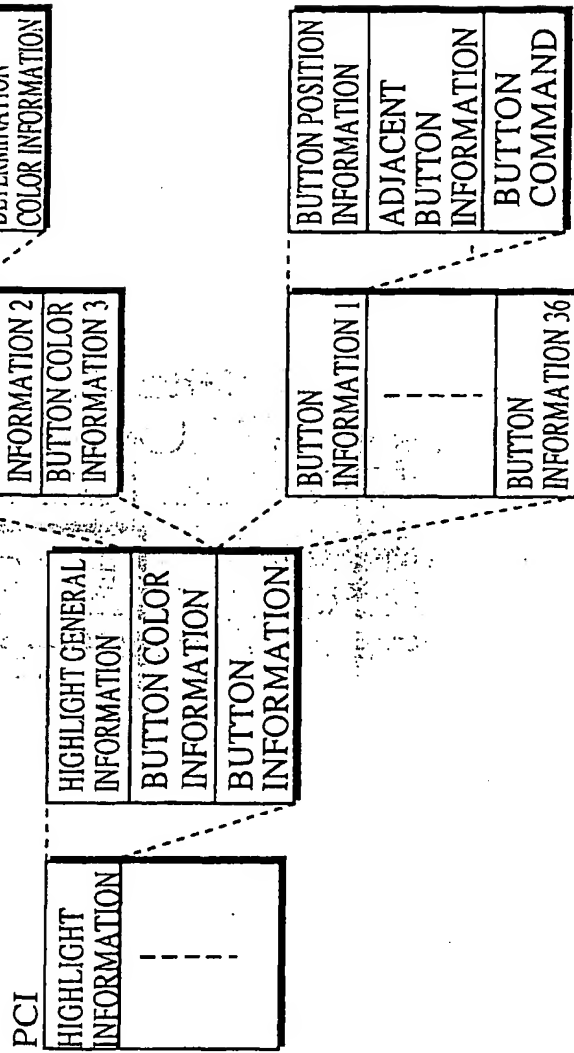 PCI
HIGHLIGHT
INFORMATION
HIGHLIGHT GENERAL
INFORMATION
BUTTON COLOR
INFORMATION
BUTTON
INFORMATION
INFORMATION 2
BUTTON COLOR
INFORMATION 3
DETERMINATION
COLOR INFORMATION
BUTTON
INFORMATION 1
BUTTON
INFORMATION 36
BUTTON POSITION
INFORMATION
ADJACENT
BUTTON
INFORMATION
BUTTON
COMMAND